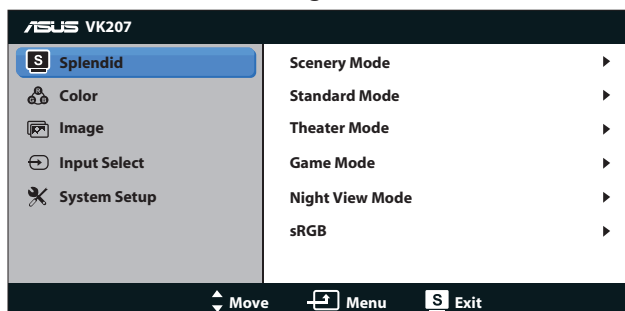 ASUS VK207
S Splendid
Color
Image
Input Select
System Setup
Scenery Mode
Standard Mode
Theater Mode
Game Mode
Night View Mode
sRGB
Move Menu S Exit